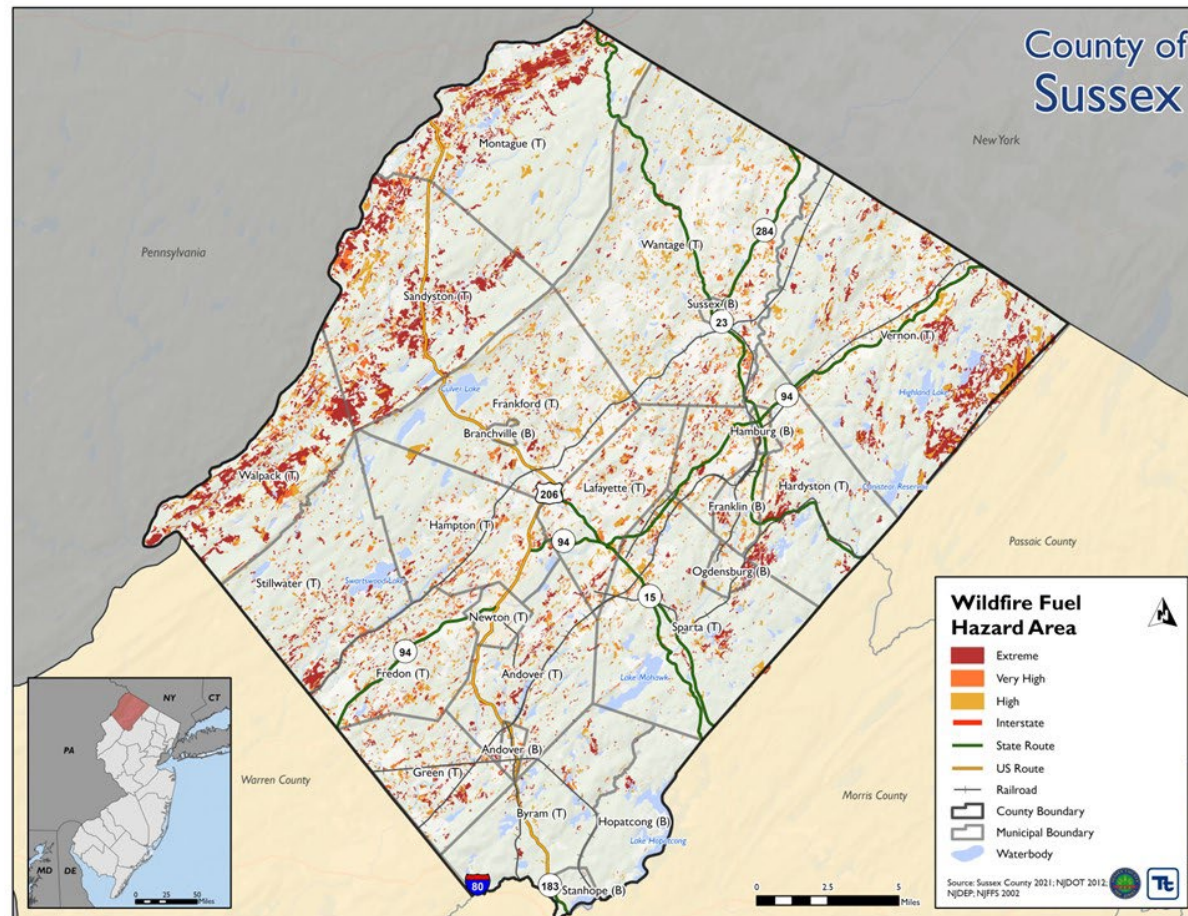 County of
Sussex
New York
Pennsylvania
Montague (T)
284
Wantage (T)
Sussex (B)
23
Sandyston (T)
Vernon (T)
Culver Lake
Highland Lake
94
Frankford (T)
Branchville (B)
Hamburg (B)
Walpack (T)
Lafayette (T)
206
Hardyston (T)
Canistear Reservoir
Franklin (B)
Hampton (T)
94
Passaic County
Ogdensburg (B)
Stillwater (T)
Swartswood Lake
15
Newton (T)
Sparta (T)
94
Fredon (T)
Andover (T)
Lake Mohawk
Andover (B)
Green (T)
Warren County
Morris County
Byram (T)
Hopatcong (B)
Lake Hopatcong
80
183
Stanhope (B)
0 2.5 5
Miles
NY
CT
PA
MD
DE
0 25 50
Miles
Wildfire Fuel
Hazard Area
Extreme
Very High
High
Interstate
State Route
US Route
Railroad
County Boundary
Municipal Boundary
Waterbody
Source: Sussex County 2021; NJDOT 2012;
NJDEP; NJFFS 2002